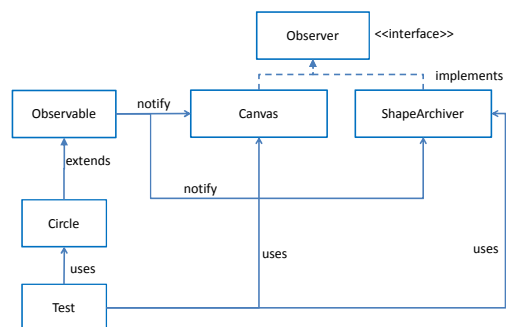 Observer
<<interface>>
implements
Observable
notify
Canvas
ShapeArchiver
extends
notify
Circle
uses
uses
uses
Test